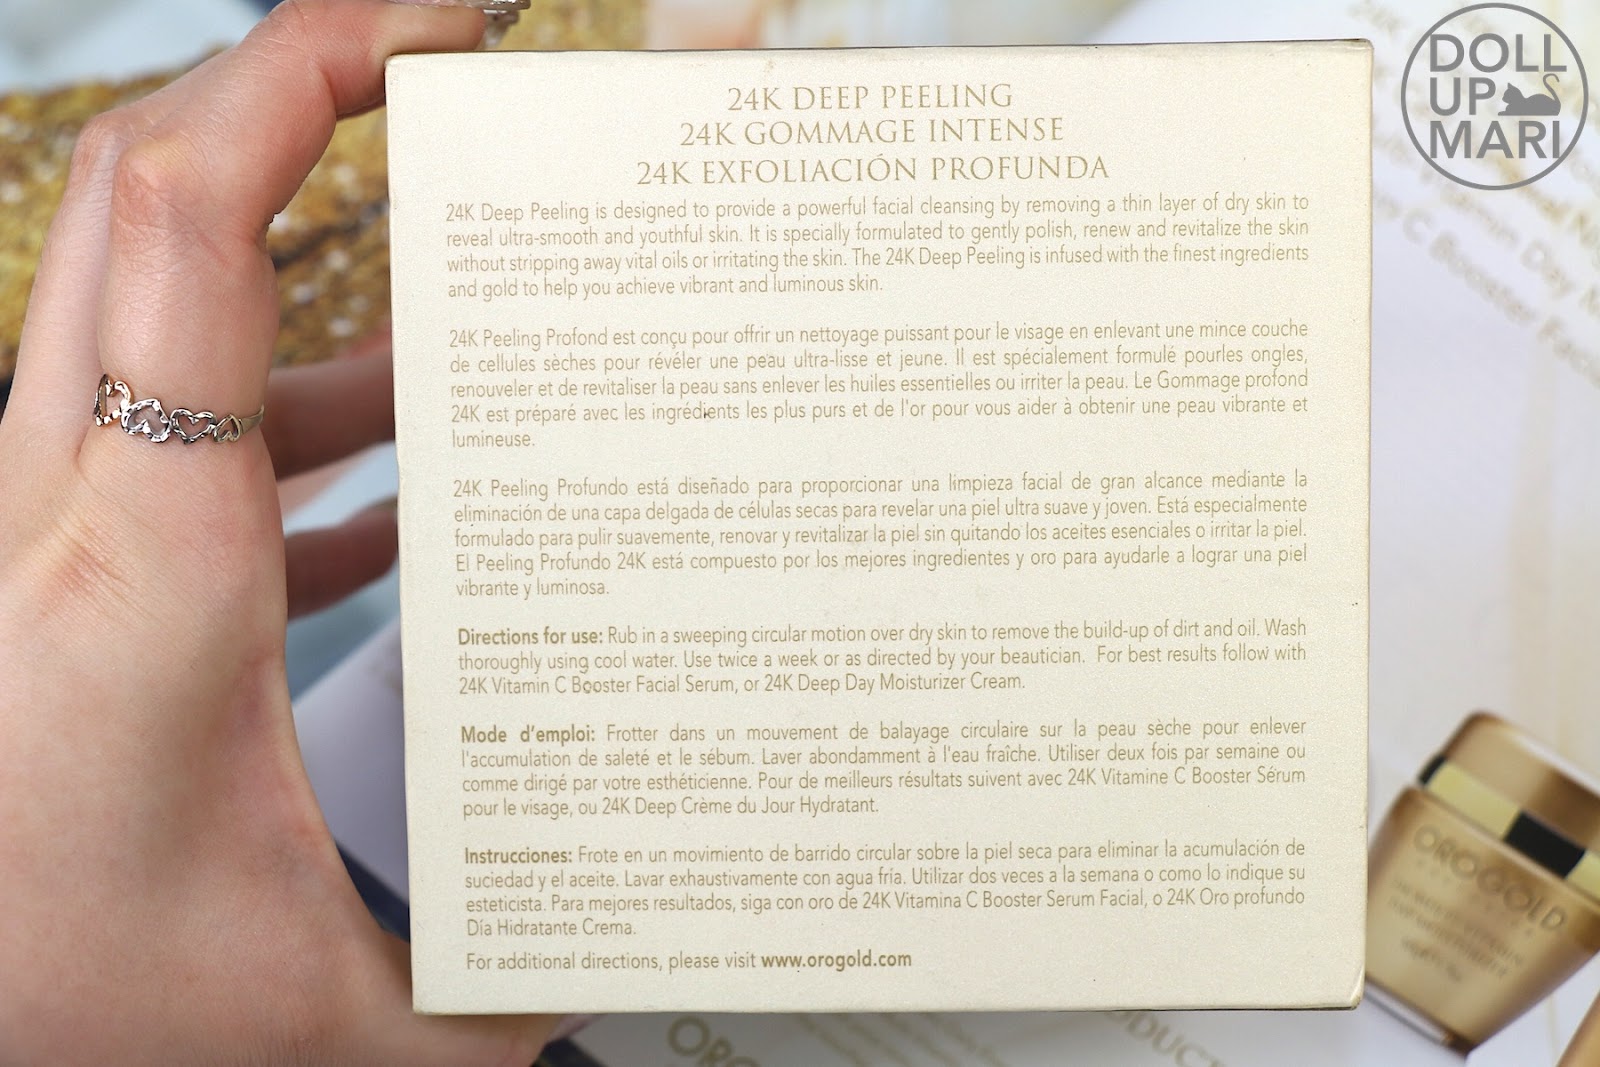 DOLL
UP
MARI
24K DEEP PEELING
24K GOMMAGE INTENSE
24K EXFOLIACIÓN PROFUNDA
24K Deep Peeling is designed to provide a powerful facial cleansing by removing a thin layer of dry skin to
reveal ultra-smooth and youthful skin. It is specially formulated to gently polish, renew and revitalize the skin
without stripping away vital oils or irritating the skin. The 24K Deep Peeling is infused with the finest ingredients
and gold to help you achieve vibrant and luminous skin.
24K Peeling Profond est conçu pour offrir un nettoyage puissant pour le visage en enlevant une mince couche
de cellules sèches pour révéler une peau ultra-lisse et jeune. Il est spécialement formulé pourles ongles,
renouveler et de revitaliser la peau sans enlever les huiles essentielles ou irriter la peau. Le Gommage profond
24K est préparé avec les ingrédients les plus purs et de l'or pour vous aider à obtenir une peau vibrante et
lumineuse.
24K Peeling Profundo está diseñado para proporcionar una limpieza facial de gran alcance mediante la
eliminación de una capa delgada de células secas para revelar una piel ultra suave y joven. Está especialmente
formulado para pulir suavemente, renovar y revitalizar la piel sin quitando los aceites esenciales o irritar la piel.
El Peeling Profundo 24K está compuesto por los mejores ingredientes y oro para ayudarle a lograr una piel
vibrante y luminosa.
Directions for use: Rub in a sweeping circular motion over dry skin to remove the build-up of dirt and oil. Wash
thoroughly using cool water. Use twice a week or as directed by your beautician. For best results follow with
24K Vitamin C Booster Facial Serum, or 24K Deep Day Moisturizer Cream.
Mode d'emploi: Frotter dans un mouvement de balayage circulaire sur la peau sèche pour enlever
l'accumulation de saleté et le sébum. Laver abondamment à l'eau fraîche. Utiliser deux fois par semaine ou
comme dirigé par votre esthéticienne. Pour de meilleurs résultats suivent avec 24K Vitamine C Booster Sérum
pour le visage, ou 24K Deep Crème du Jour Hydratant.
Instrucciones: Frote en un movimiento de barrido circular sobre la piel seca para eliminar la acumulación de
suciedad y el aceite. Lavar exhaustivamente con agua fría. Utilizar dos veces a la semana o como lo indique su
esteticista. Para mejores resultados, siga con oro de 24K Vitamina C Booster Serum Facial, o 24K Oro profundo
Día Hidratante Crema.
For additional directions, please visit www.orogold.com
C Booster Facial
OROGOLD